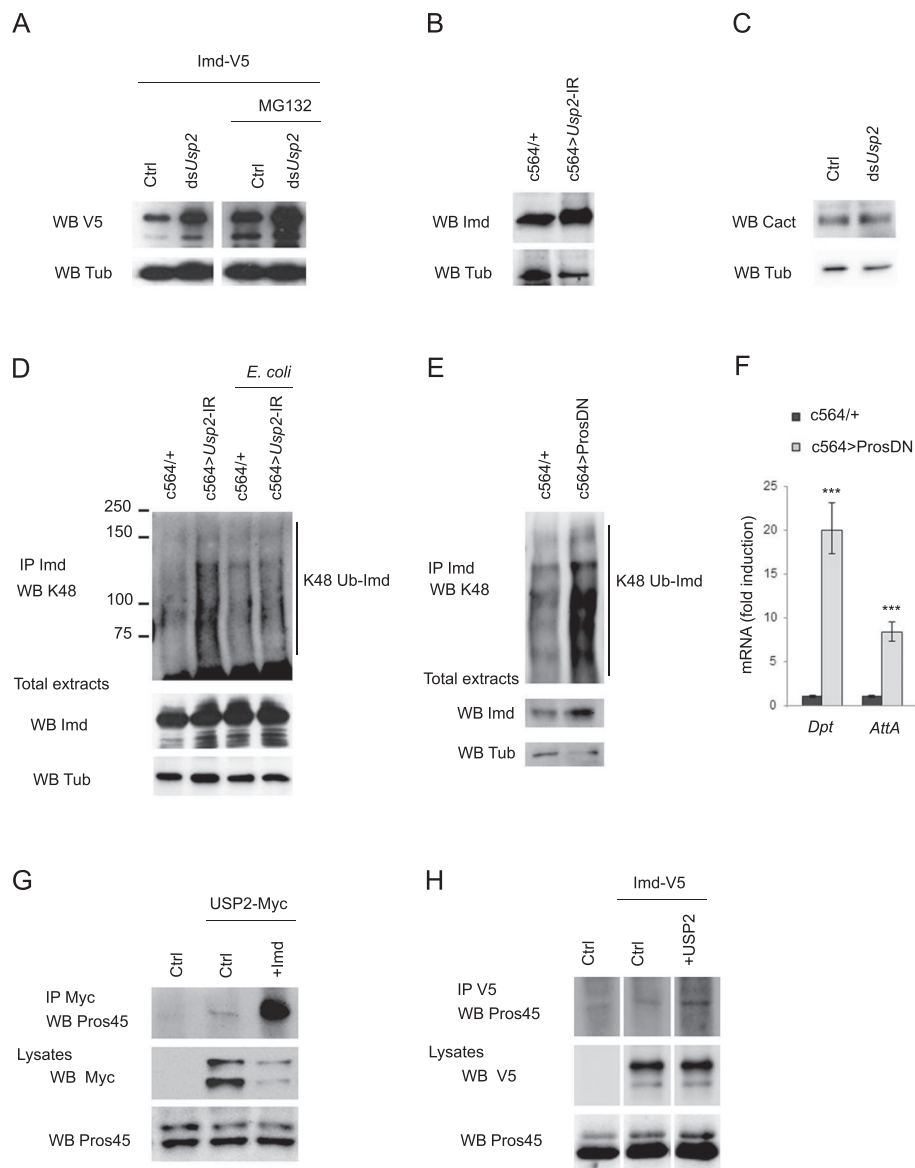 A
Imd-V5
MG132
Ctrl
dsUsp2
Ctrl
dsUsp2
WB V5
WB Tub
B
c564/+
c564>Usp2-IR
WB Imd
WB Tub
C
Ctrl
dsUsp2
WB Cact
WB Tub
D
E. coli
c564/+
c564>Usp2-IR
c564/+
c564>Usp2-IR
250
150
100
75
IP Imd
WB K48
K48 Ub-Imd
Total extracts
WB Imd
WB Tub
E
c564/+
c564>ProsDN
IP Imd
WB K48
K48 Ub-Imd
Total extracts
WB Imd
WB Tub
F
c564/+
c564>ProsDN
mRNA (fold induction)
25
20
15
10
5
0
***
***
Dpt
AttA
G
USP2-Myc
Ctrl
Ctrl
+Imd
IP Myc
WB Pros45
Lysates
WB Myc
WB Pros45
H
Imd-V5
Ctrl
Ctrl
+USP2
IP V5
WB Pros45
Lysates
WB V5
WB Pros45